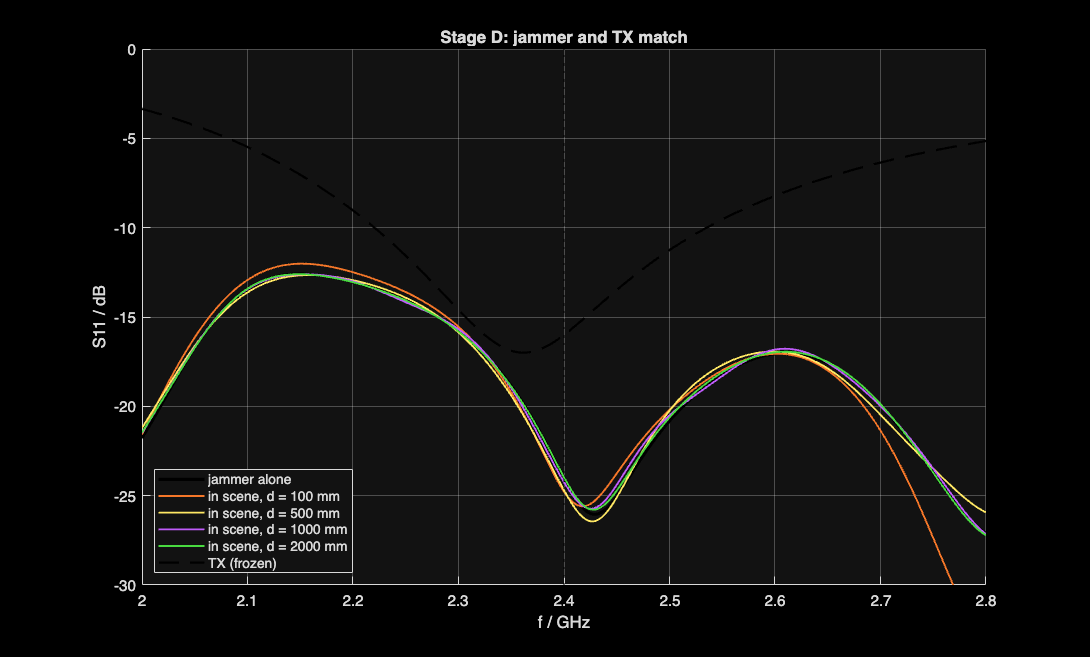 Stage D: jammer and TX match
0
-5
-10
-15
-20
-25
-30
S11 / dB
jammer alone
in scene, d = 100 mm
in scene, d = 500 mm
in scene, d = 1000 mm
in scene, d = 2000 mm
TX (frozen)
2 2.1 2.2 2.3 2.4 2.5 2.6 2.7 2.8
f / GHz